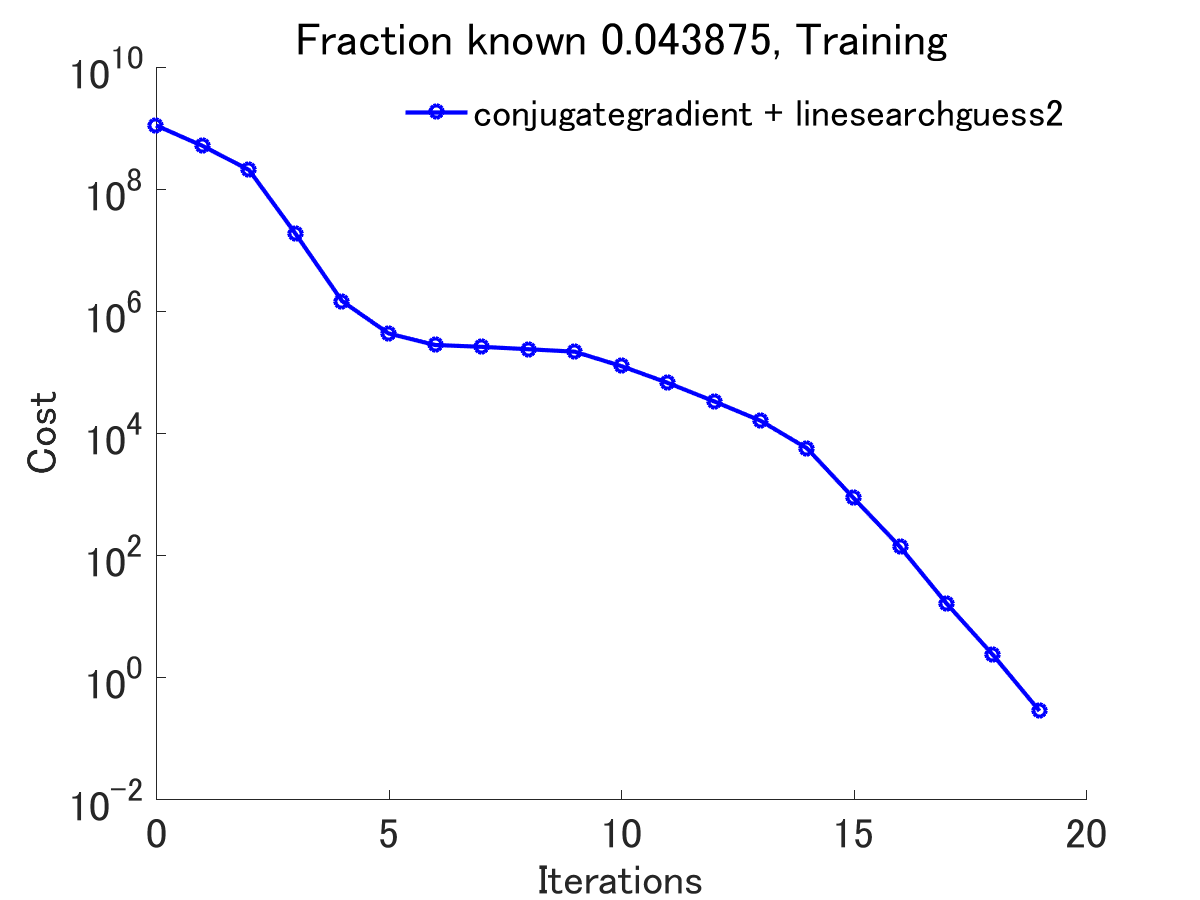 Fraction known 0.043875, Training
conjugategradient + linesearchguess2
10^10
10^8
10^6
10^4
10^2
10^0
10^-2
Cost
0 5 10 15 20
Iterations